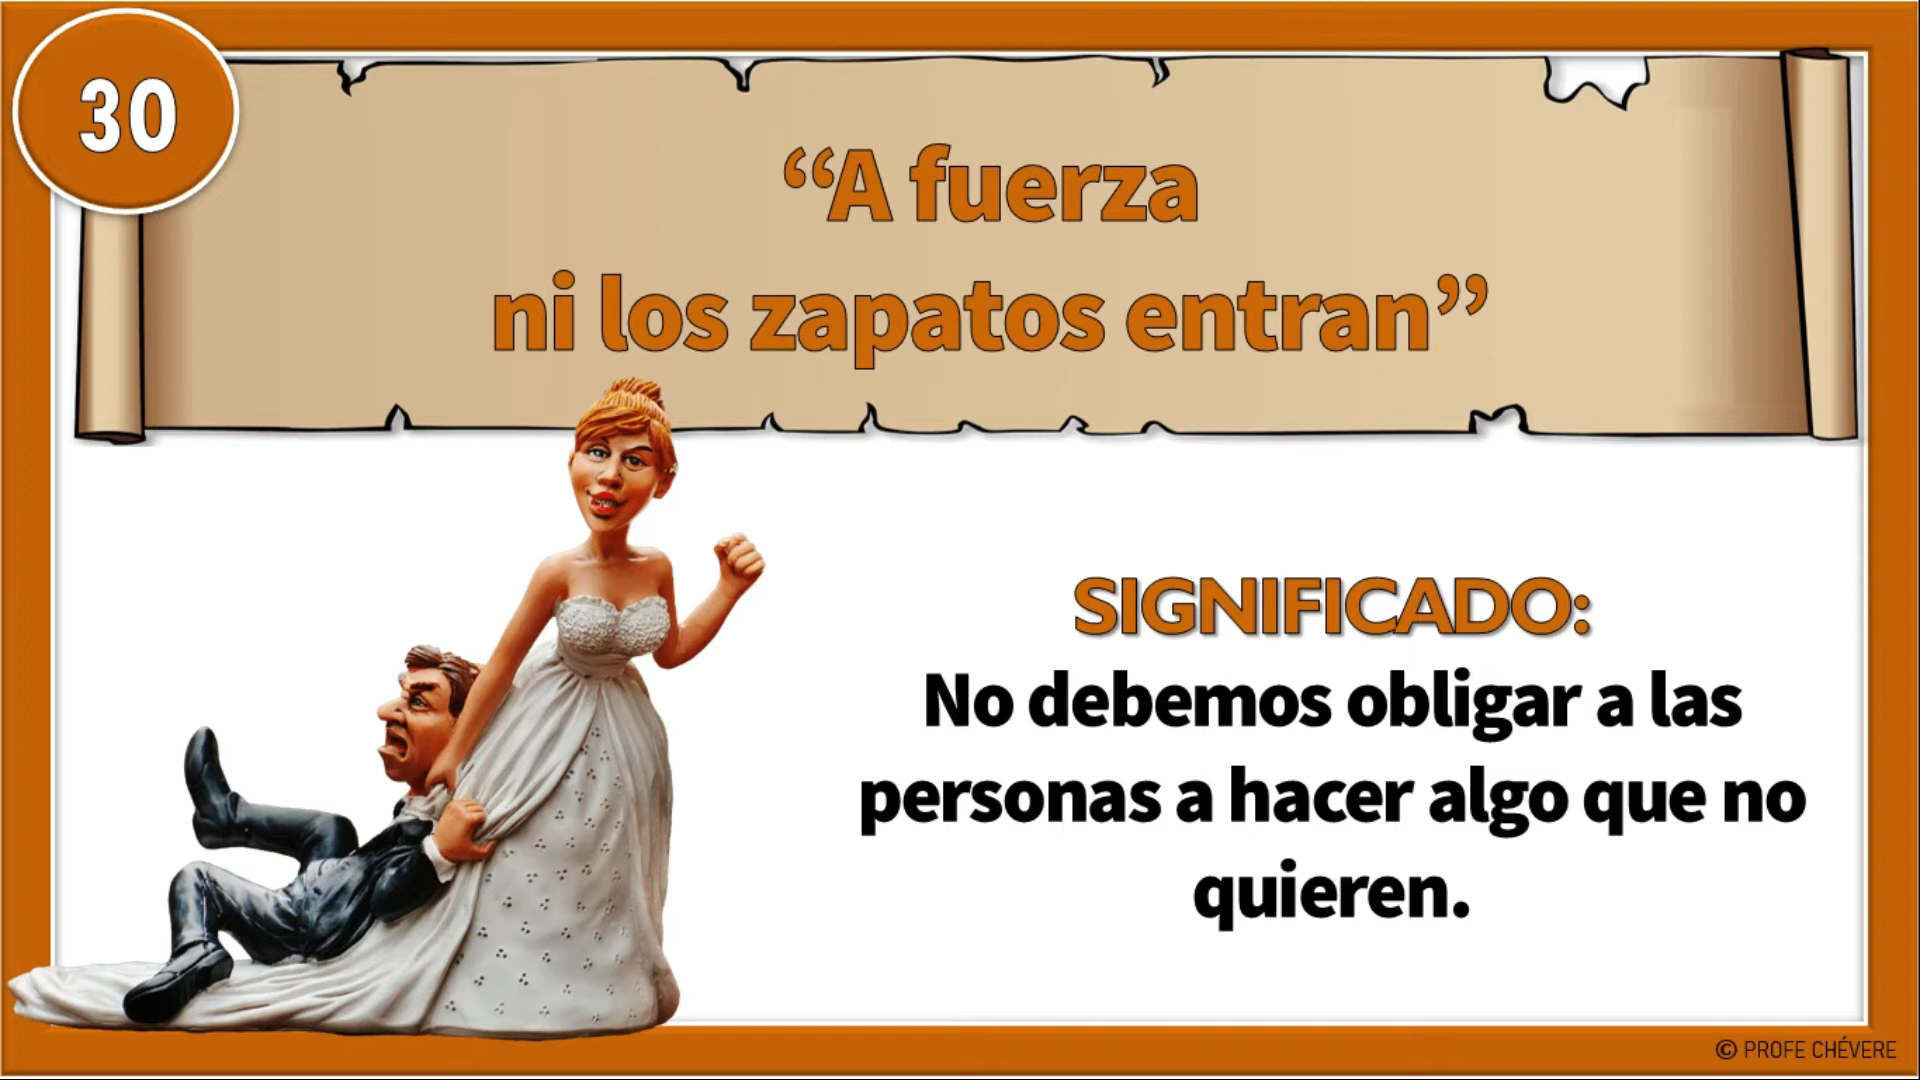 30
“A fuerza
ni los zapatos entran”
SIGNIFICADO:
No debemos obligar a las
personas a hacer algo que no
quieren.
© PROFE CHÉVERE